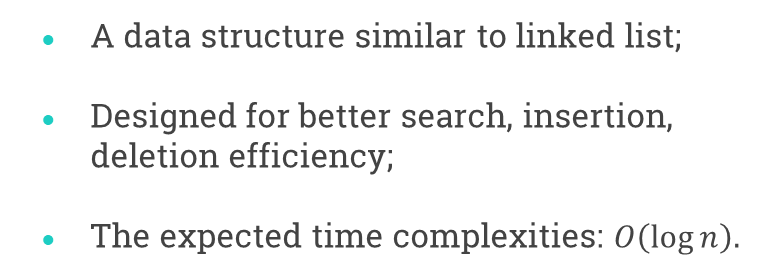 • A data structure similar to linked list;
• Designed for better search, insertion,
deletion efficiency;
• The expected time complexities: O(log n).